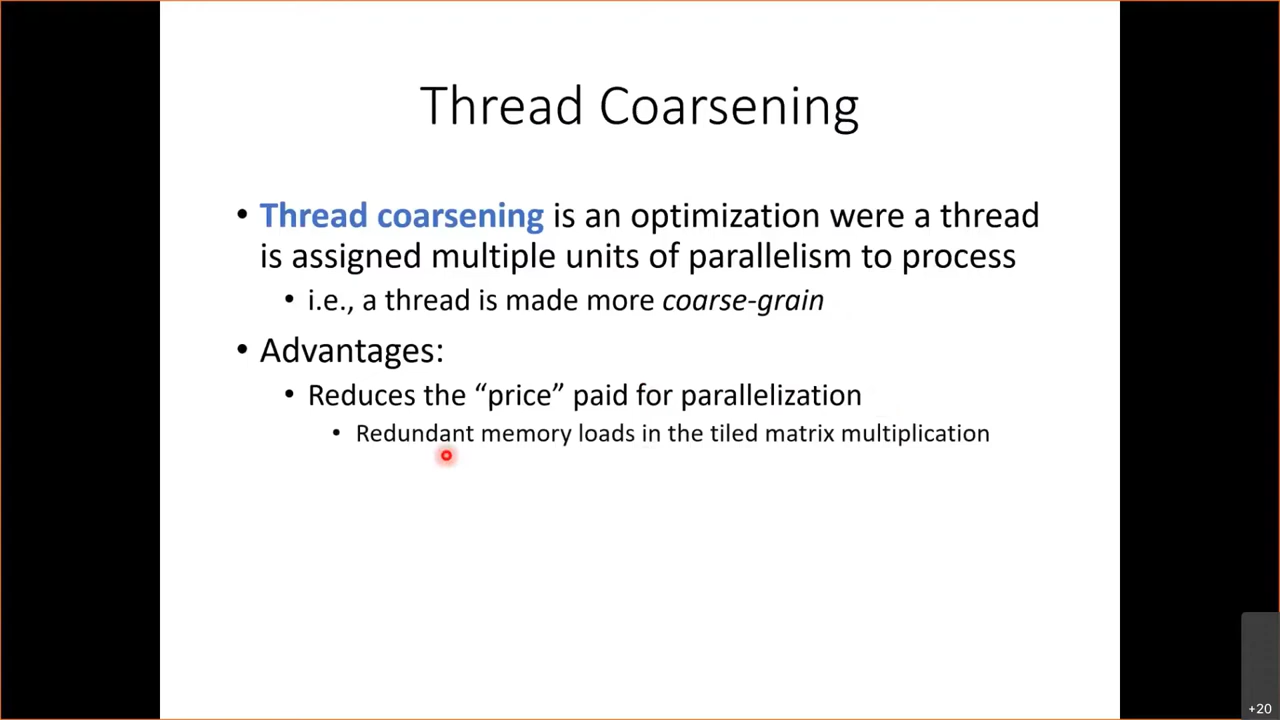 Thread Coarsening
• Thread coarsening is an optimization were a thread
is assigned multiple units of parallelism to process
• i.e., a thread is made more coarse-grain
• Advantages:
• Reduces the “price” paid for parallelization
• Redundant memory loads in the tiled matrix multiplication
+20